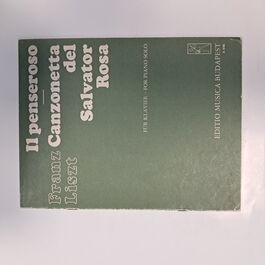 Franz
Liszt
Il penseroso
Canzonetta
del
Salvator
Rosa
FÜR KLAVIER – FOR PIANO SOLO
EDITIO MUSICA BUDAPEST